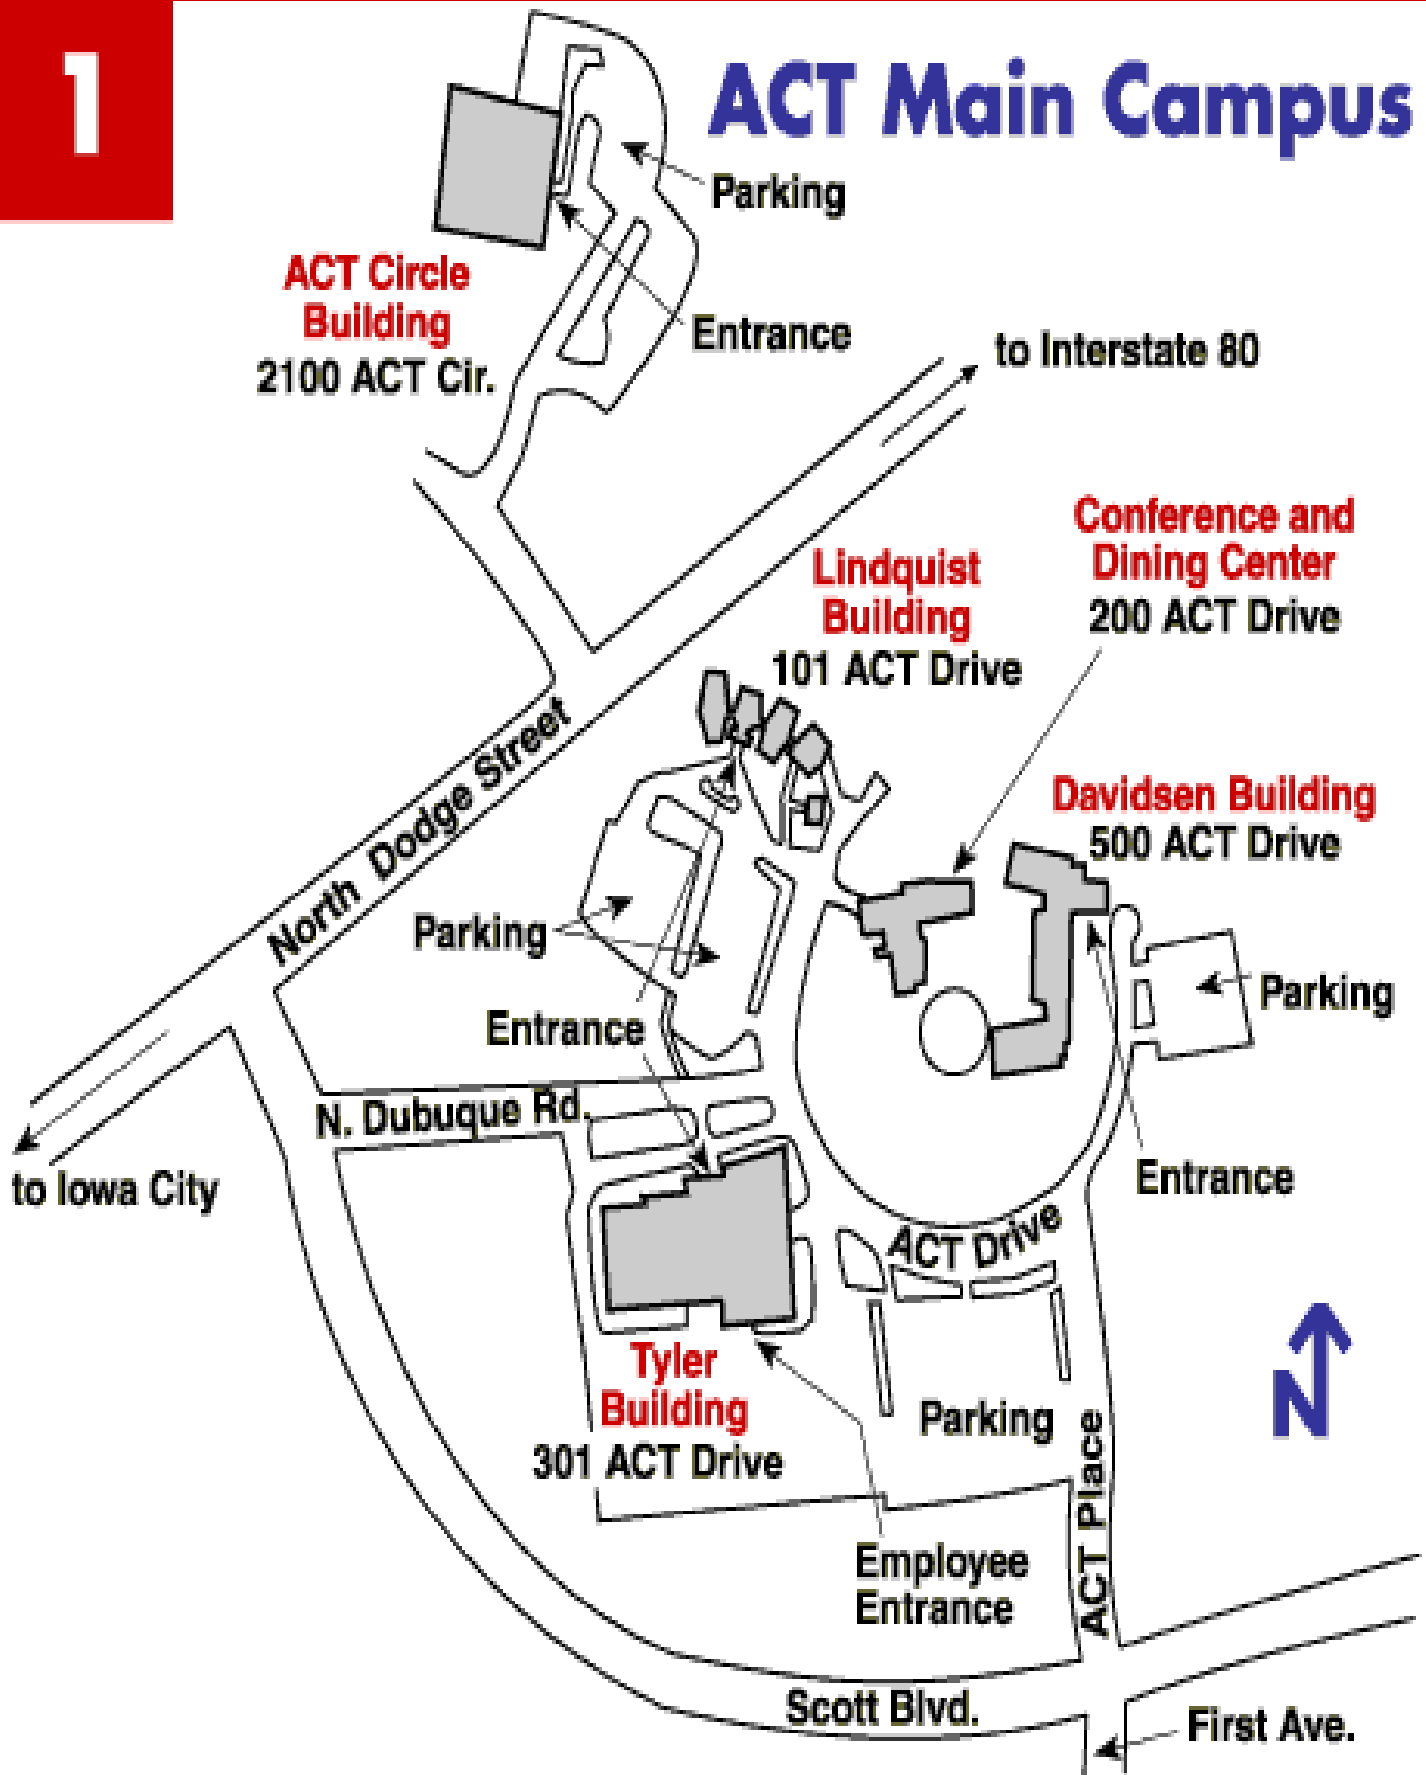 1
ACT Main Campus
Parking
ACT Circle
Building
2100 ACT Cir.
Entrance
to Interstate 80
Conference and
Dining Center
200 ACT Drive
Lindquist
Building
101 ACT Drive
North Dodge Street
Davidsen Building
500 ACT Drive
Parking
Parking
Entrance
N. Dubuque Rd.
to Iowa City
Entrance
ACT Drive
Tyler
Building
301 ACT Drive
Parking
N
ACT Place
Employee
Entrance
Scott Blvd.
First Ave.